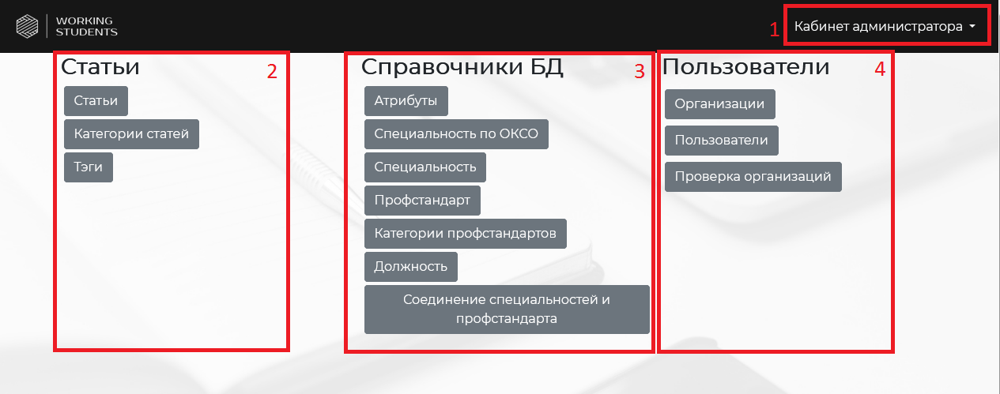 WORKING
STUDENTS
1
Кабинет администратора
Статьи
2
Статьи
Категории статей
Тэги
Справочники БД
3
Атрибуты
Специальность по ОКСО
Специальность
Профстандарт
Категории профстандартов
Должность
Соединение специальностей и
профстандарта
Пользователи
4
Организации
Пользователи
Проверка организаций